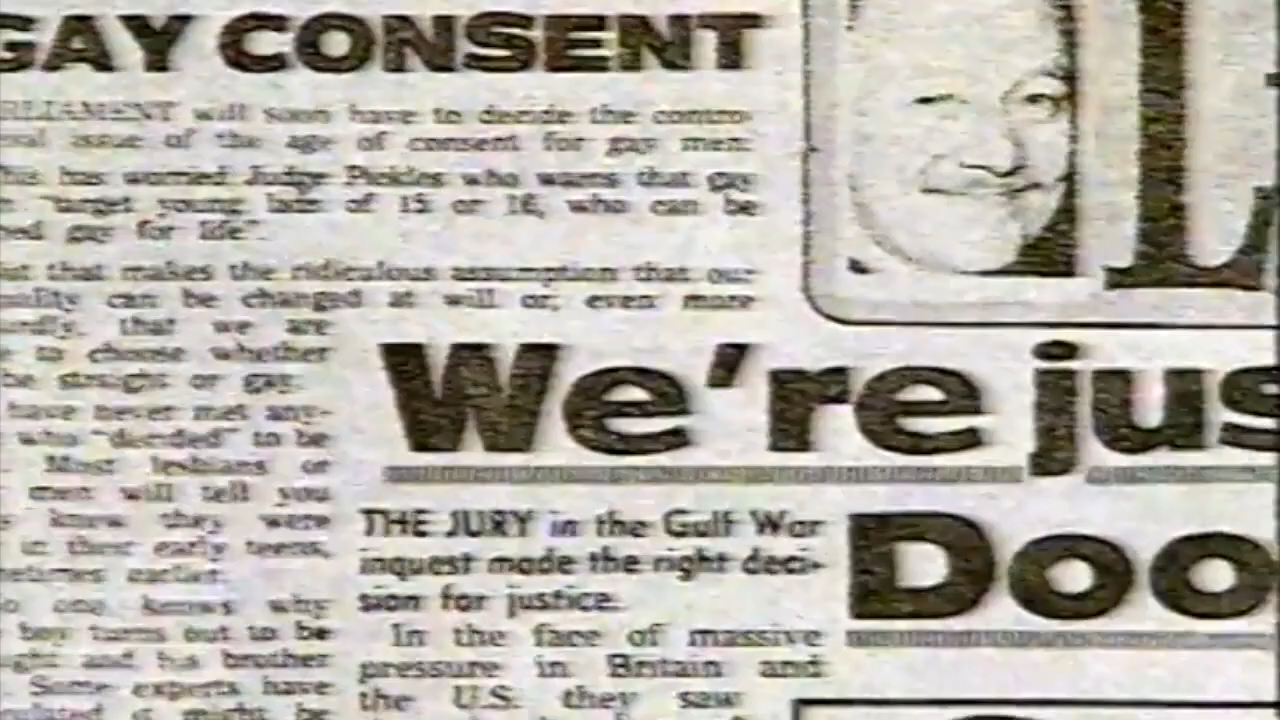 GAY CONSENT
will soon have to decide the contro-
issue of the age of consent for gay men.
has worried Judge Pickles who warns that gay
"target young lads of 15 or 16, who can be
gay for life".
that makes the ridiculous assumption that our
can be changed at will or, even more
that we are
to choose whether
be straight or gay.
have never met any-
who "decided" to be
Most lesbians or
men will tell you
knew they were
in their early teens,
earlier.
one knows why
boy turns out to be
and his brother
Some experts have
it might be
We're jus
Doo
THE JURY in the Gulf War
inquest made the right deci-
sion for justice.
In the face of massive
pressure in Britain and
the U.S. they saw